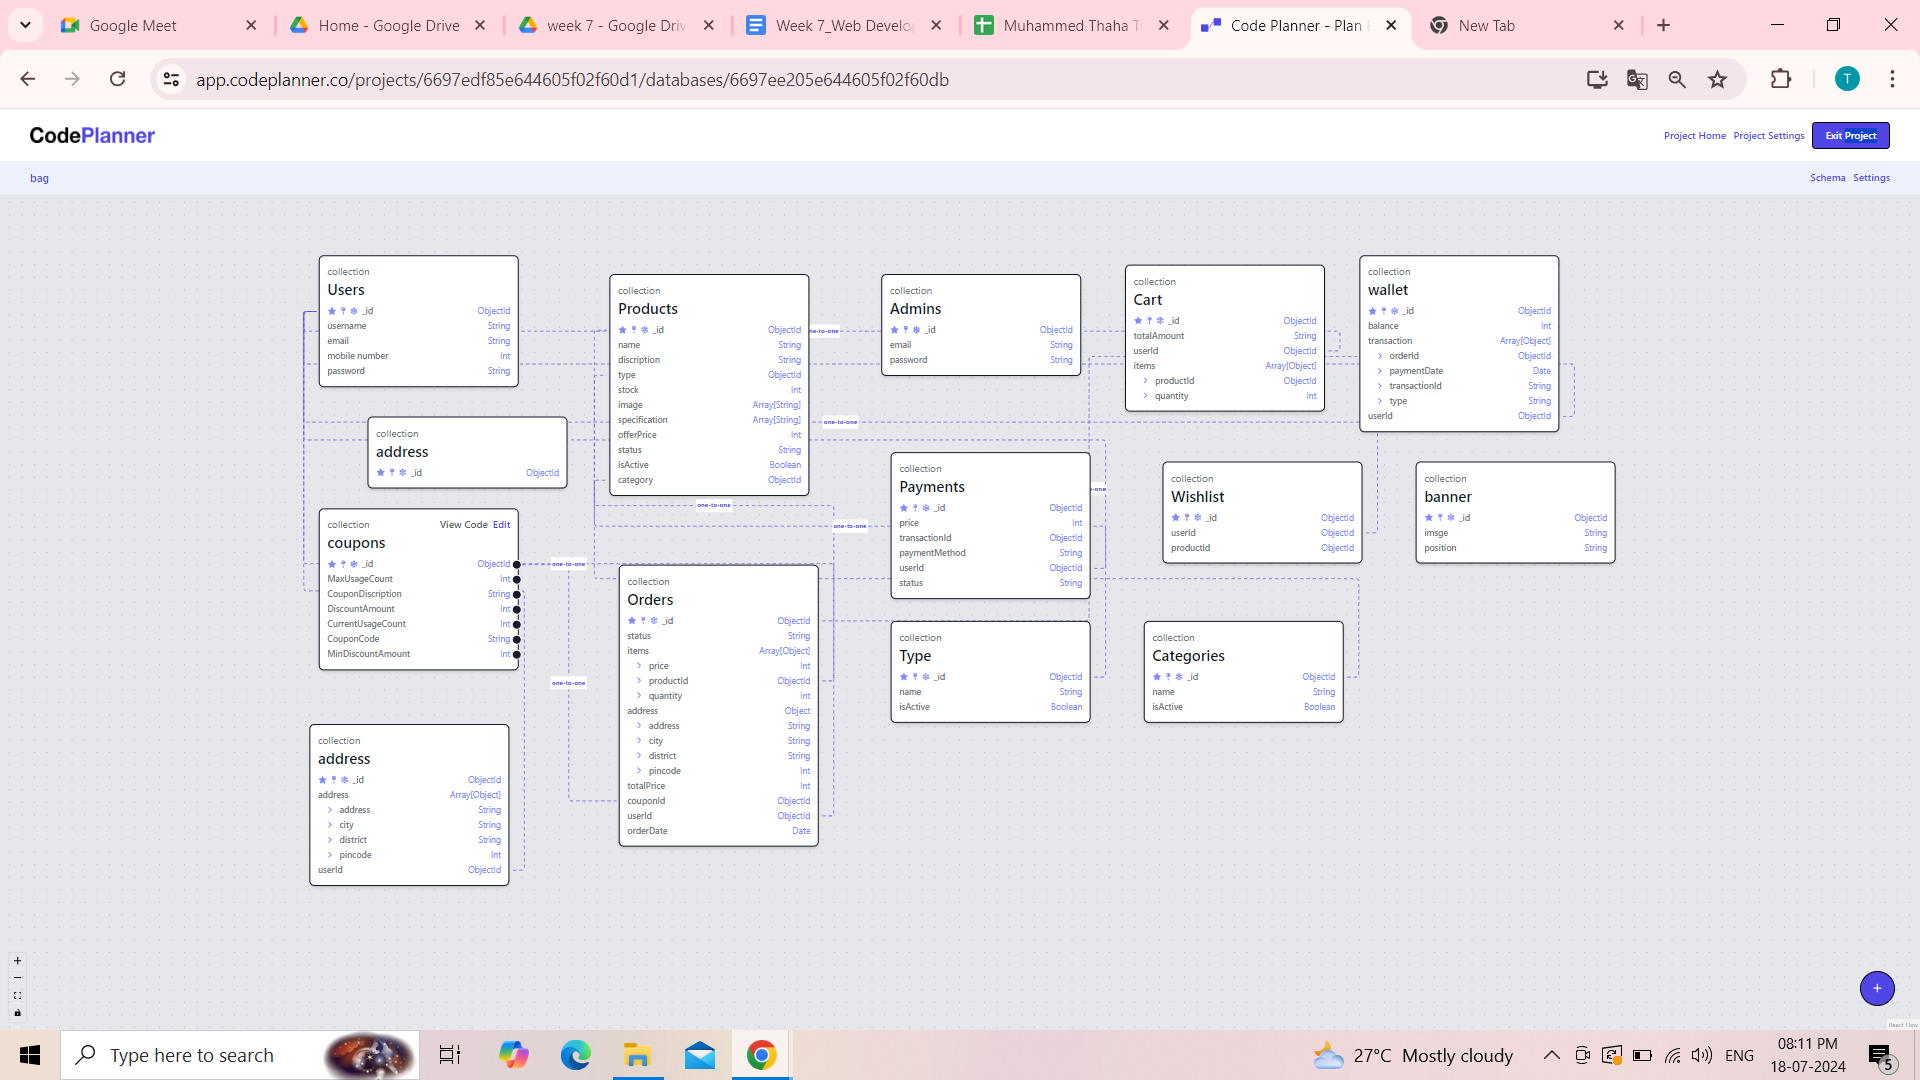 Google Meet
Home - Google Drive
week 7 - Google Driv
Week 7_Web Develop
Muhammed Thaha T
Code Planner - Plan
New Tab
app.codeplanner.co/projects/6697edf85e644605f02f60d1/databases/6697ee205e644605f02f60db
T
CodePlanner
Project Home
Project Settings
Exit Project
bag
Schema
Settings
collection
Users
_id ObjectId
username String
email String
mobile number Int
password String
collection
address
_id ObjectId
collection
View Code Edit
coupons
_id ObjectId
MaxUsageCount Int
CouponDiscription String
DiscountAmount Int
CurrentUsageCount Int
CouponCode String
MinDiscountAmount Int
collection
address
_id ObjectId
address Array[Object]
address String
city String
district String
pincode Int
userId ObjectId
collection
Products
_id ObjectId
name String
discription String
type ObjectId
stock Int
image Array[String]
specification Array[String]
offerPrice Int
status String
isActive Boolean
category ObjectId
one-to-one
one-to-one
one-to-one
collection
Orders
_id ObjectId
status String
items Array[Object]
price Int
productId ObjectId
quantity Int
address Object
address String
city String
district String
pincode Int
totalPrice Int
couponId ObjectId
userId ObjectId
orderDate Date
ne-to-one
one-to-one
one-to-one
-one
collection
Admins
_id ObjectId
email String
password String
collection
Payments
_id ObjectId
price Int
transactionId ObjectId
paymentMethod String
userId ObjectId
status String
collection
Type
_id ObjectId
name String
isActive Boolean
collection
Cart
_id ObjectId
totalAmount String
userId ObjectId
items Array[Object]
productId ObjectId
quantity Int
collection
Wishlist
_id ObjectId
userId ObjectId
productId ObjectId
collection
Categories
_id ObjectId
name String
isActive Boolean
collection
wallet
_id ObjectId
balance Int
transaction Array[Object]
orderId ObjectId
paymentDate Date
transactionId String
type String
userId ObjectId
collection
banner
_id ObjectId
imsge String
position String
React Flow
Type here to search
27°C Mostly cloudy
ENG
08:11 PM
18-07-2024
5